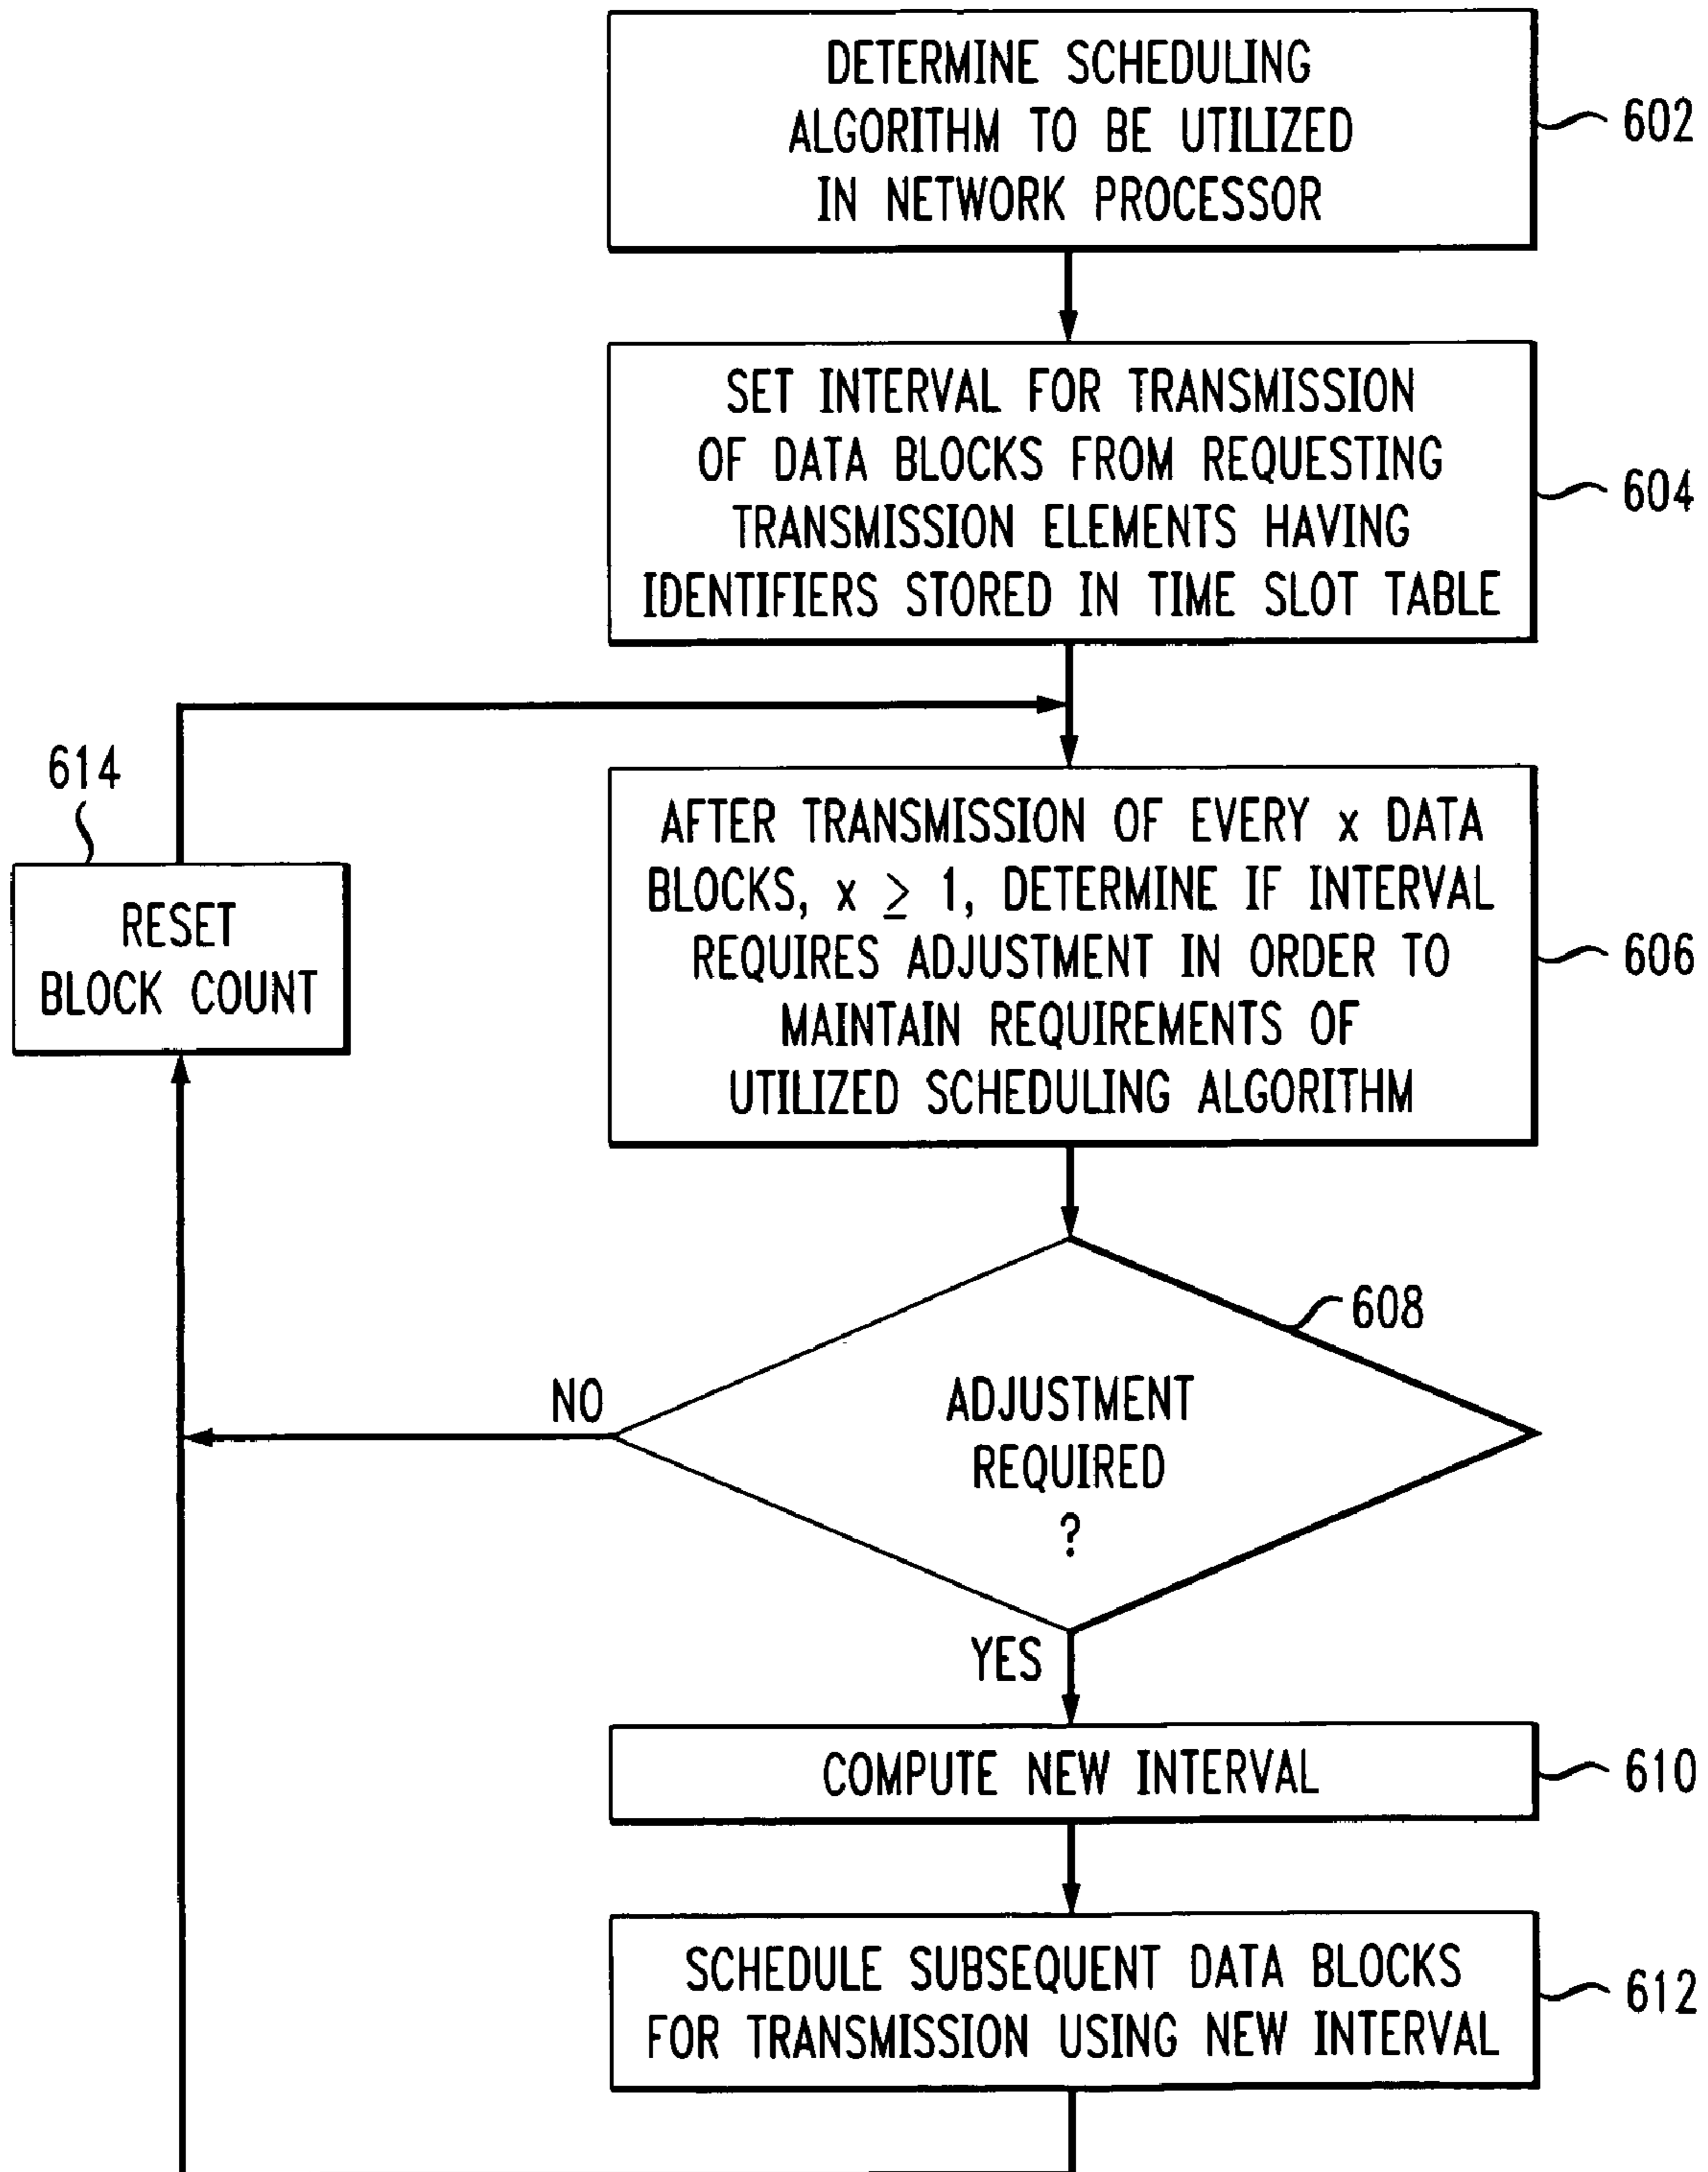 DETERMINE SCHEDULING
ALGORITHM TO BE UTILIZED
IN NETWORK PROCESSOR
602
SET INTERVAL FOR TRANSMISSION
OF DATA BLOCKS FROM REQUESTING
TRANSMISSION ELEMENTS HAVING
IDENTIFIERS STORED IN TIME SLOT TABLE
604
614
RESET
BLOCK COUNT
AFTER TRANSMISSION OF EVERY x DATA
BLOCKS, x ≥ 1, DETERMINE IF INTERVAL
REQUIRES ADJUSTMENT IN ORDER TO
MAINTAIN REQUIREMENTS OF
UTILIZED SCHEDULING ALGORITHM
606
608
NO
ADJUSTMENT
REQUIRED
?
YES
COMPUTE NEW INTERVAL
610
SCHEDULE SUBSEQUENT DATA BLOCKS
FOR TRANSMISSION USING NEW INTERVAL
612